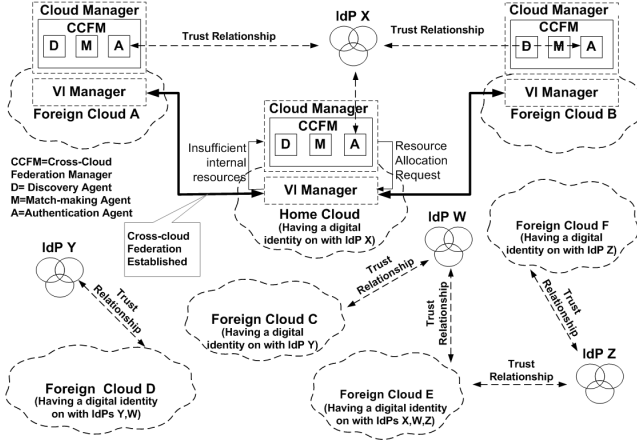 Cloud Manager
CCFM
D M A
VI Manager
Foreign Cloud A
Trust Relationship
IdP X
Trust Relationship
Cloud Manager
CCFM
D M A
VI Manager
Foreign Cloud B
Cloud Manager
CCFM
D M A
VI Manager
Home Cloud
(Having a digital
identity on with IdP X)
Insufficient
internal
resources
Resource
Allocation
Request
CCFM=Cross-Cloud
Federation Manager
D= Discovery Agent
M=Match-making Agent
A=Authentication Agent
Cross-cloud
Federation
Established
IdP Y
Trust
Relationship
Foreign Cloud D
(Having a digital identity
on with IdPs Y,W)
IdP W
Trust
Relationship
Foreign Cloud C
(Having a digital
identity on with IdP Y)
Trust
Relationship
Foreign Cloud E
(Having a digital identity
on with IdPs X,W,Z)
Foreign Cloud F
(Having a digital
identity on with IdP Z)
Trust
Relationship
IdP Z
Trust
Relationship